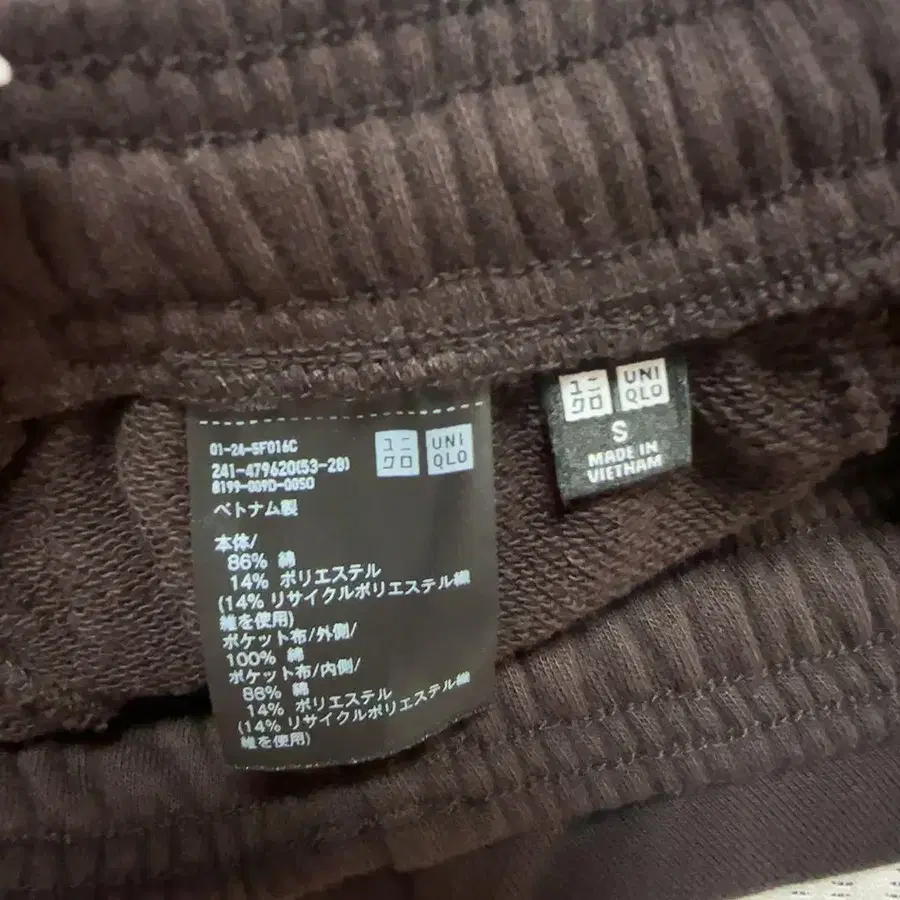 01-24-SF016C
241-479620(53-28)
8199-009D-0050
ユニ
クロ
UNI
QLO
ベトナム製
本体/
86% 綿
14% ポリエステル
(14% リサイクルポリエステル繊
維を使用)
ポケット布/外側/
100% 綿
ポケット布/内側/
86% 綿
14% ポリエステル
(14% リサイクルポリエステル繊
維を使用)
ユニ
クロ
UNI
QLO
S
MADE IN
VIETNAM